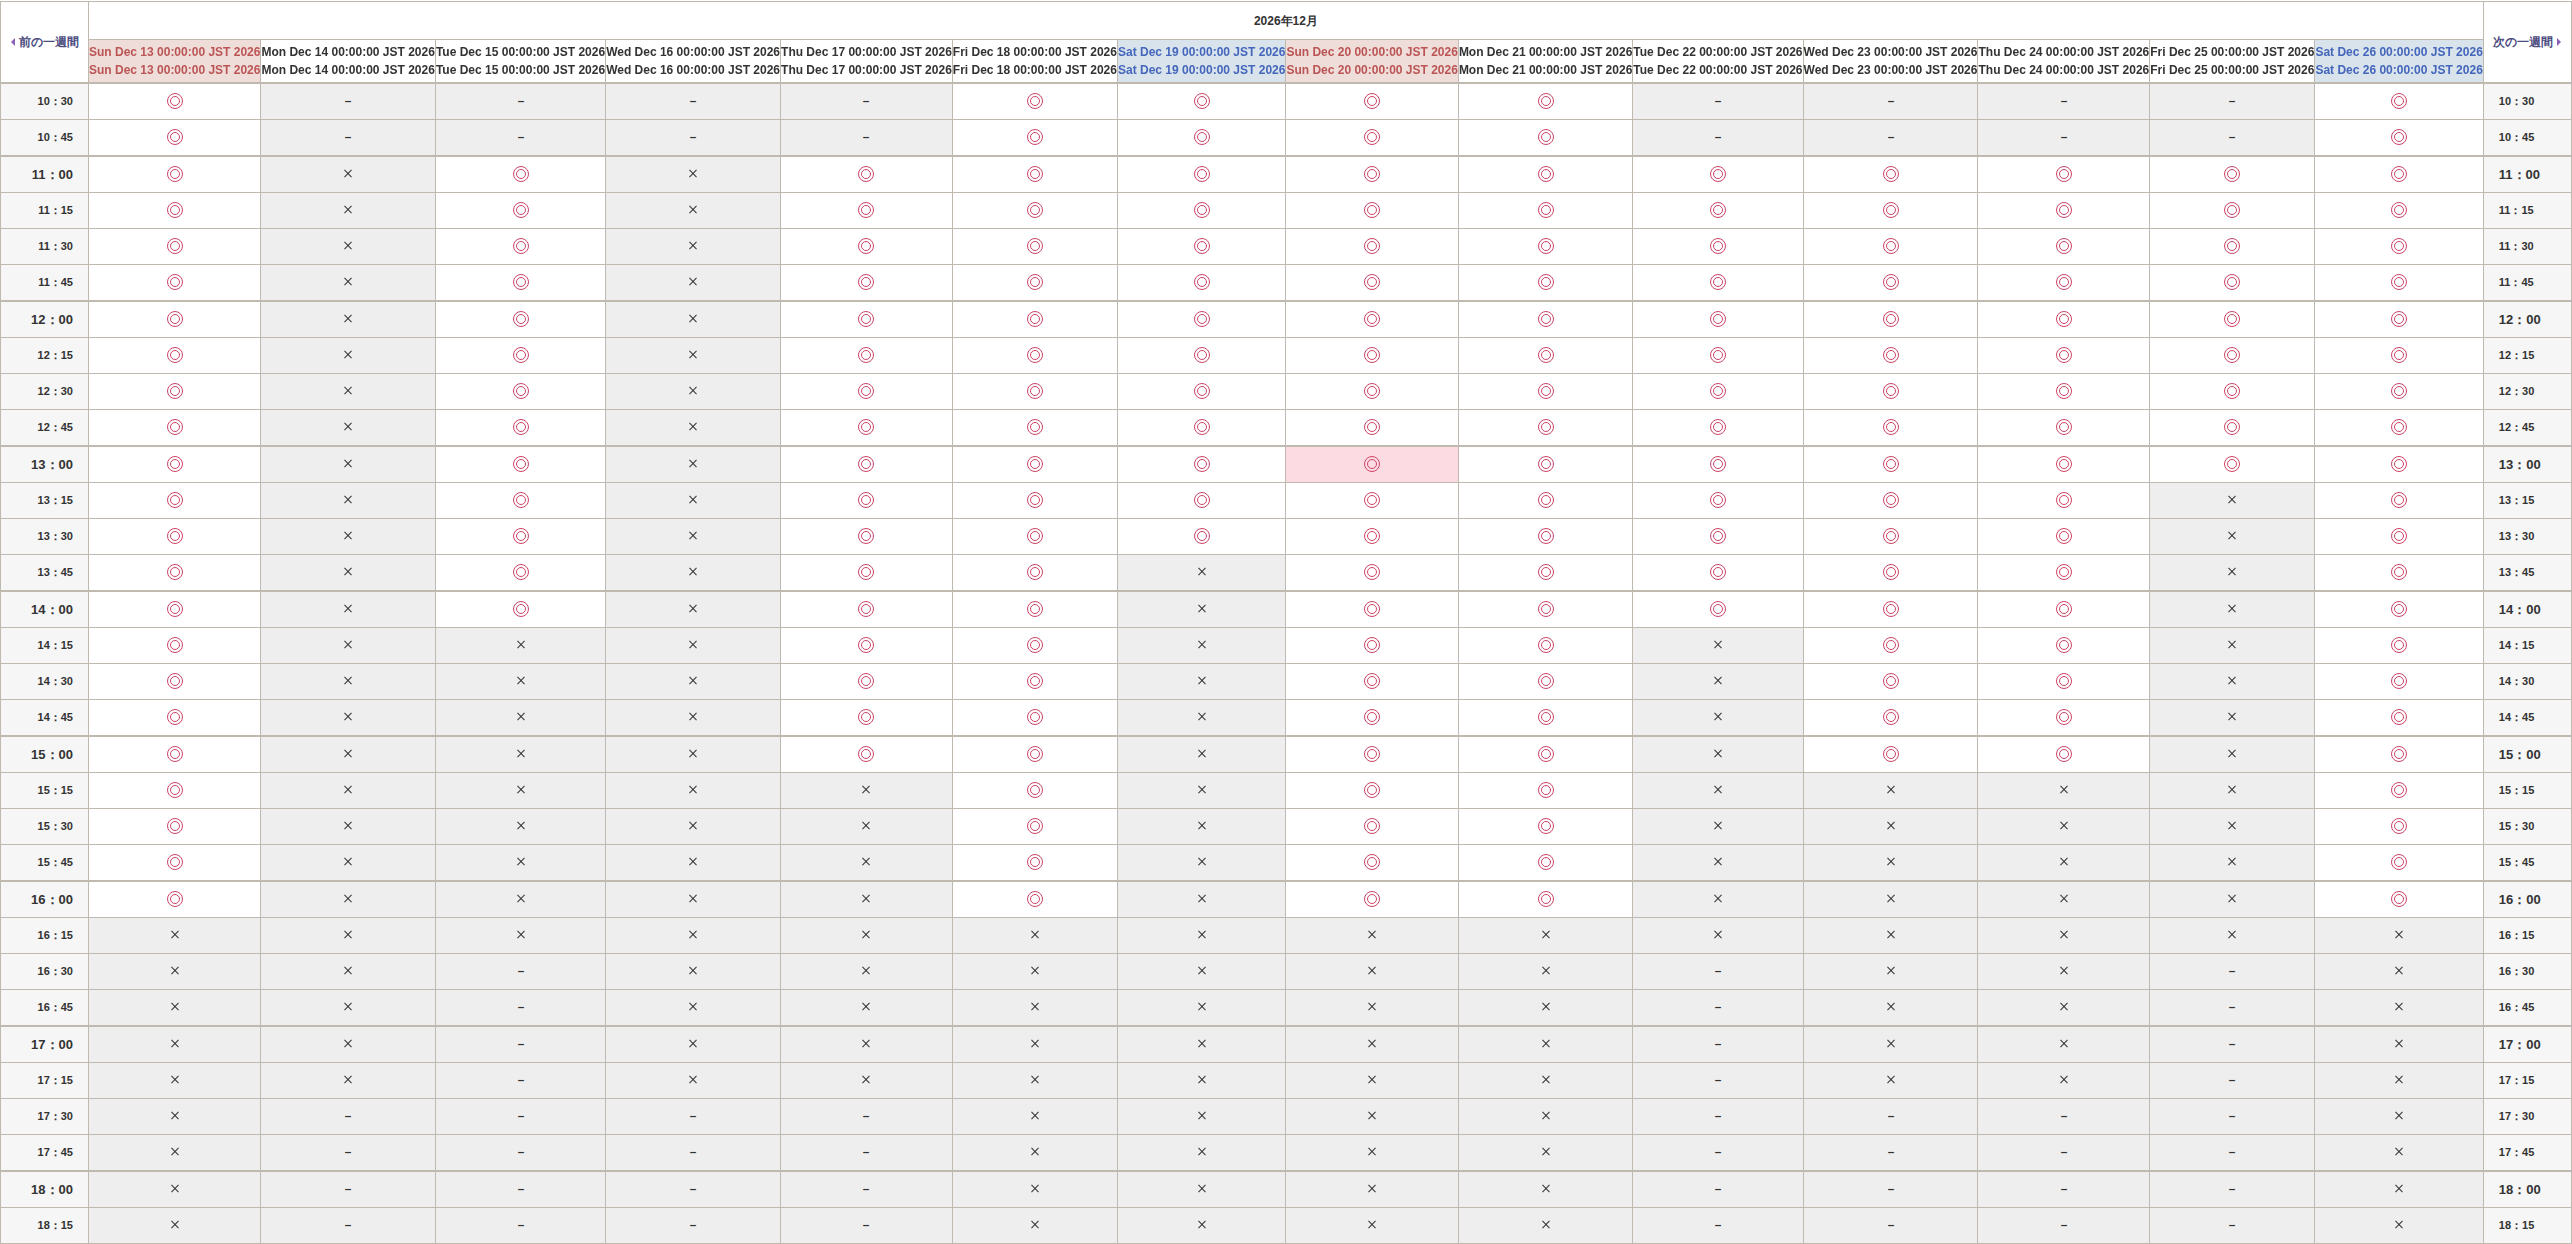 2026年12月
前の一週間
次の一週間
Sun Dec 13 00:00:00 JST 2026 Mon Dec 14 00:00:00 JST 2026 Tue Dec 15 00:00:00 JST 2026 Wed Dec 16 00:00:00 JST 2026 Thu Dec 17 00:00:00 JST 2026 Fri Dec 18 00:00:00 JST 2026 Sat Dec 19 00:00:00 JST 2026 Sun Dec 20 00:00:00 JST 2026 Mon Dec 21 00:00:00 JST 2026 Tue Dec 22 00:00:00 JST 2026 Wed Dec 23 00:00:00 JST 2026 Thu Dec 24 00:00:00 JST 2026 Fri Dec 25 00:00:00 JST 2026 Sat Dec 26 00:00:00 JST 2026
Sun Dec 13 00:00:00 JST 2026 Mon Dec 14 00:00:00 JST 2026 Tue Dec 15 00:00:00 JST 2026 Wed Dec 16 00:00:00 JST 2026 Thu Dec 17 00:00:00 JST 2026 Fri Dec 18 00:00:00 JST 2026 Sat Dec 19 00:00:00 JST 2026 Sun Dec 20 00:00:00 JST 2026 Mon Dec 21 00:00:00 JST 2026 Tue Dec 22 00:00:00 JST 2026 Wed Dec 23 00:00:00 JST 2026 Thu Dec 24 00:00:00 JST 2026 Fri Dec 25 00:00:00 JST 2026 Sat Dec 26 00:00:00 JST 2026
10：30 ◎ － － － － ◎ ◎ ◎ ◎ － － － － ◎ 10：30
10：45 ◎ － － － － ◎ ◎ ◎ ◎ － － － － ◎ 10：45
11：00 ◎ × ◎ × ◎ ◎ ◎ ◎ ◎ ◎ ◎ ◎ ◎ ◎ 11：00
11：15 ◎ × ◎ × ◎ ◎ ◎ ◎ ◎ ◎ ◎ ◎ ◎ ◎ 11：15
11：30 ◎ × ◎ × ◎ ◎ ◎ ◎ ◎ ◎ ◎ ◎ ◎ ◎ 11：30
11：45 ◎ × ◎ × ◎ ◎ ◎ ◎ ◎ ◎ ◎ ◎ ◎ ◎ 11：45
12：00 ◎ × ◎ × ◎ ◎ ◎ ◎ ◎ ◎ ◎ ◎ ◎ ◎ 12：00
12：15 ◎ × ◎ × ◎ ◎ ◎ ◎ ◎ ◎ ◎ ◎ ◎ ◎ 12：15
12：30 ◎ × ◎ × ◎ ◎ ◎ ◎ ◎ ◎ ◎ ◎ ◎ ◎ 12：30
12：45 ◎ × ◎ × ◎ ◎ ◎ ◎ ◎ ◎ ◎ ◎ ◎ ◎ 12：45
13：00 ◎ × ◎ × ◎ ◎ ◎ ◎ ◎ ◎ ◎ ◎ ◎ ◎ 13：00
13：15 ◎ × ◎ × ◎ ◎ ◎ ◎ ◎ ◎ ◎ ◎ × ◎ 13：15
13：30 ◎ × ◎ × ◎ ◎ ◎ ◎ ◎ ◎ ◎ ◎ × ◎ 13：30
13：45 ◎ × ◎ × ◎ ◎ × ◎ ◎ ◎ ◎ ◎ × ◎ 13：45
14：00 ◎ × ◎ × ◎ ◎ × ◎ ◎ ◎ ◎ ◎ × ◎ 14：00
14：15 ◎ × × × ◎ ◎ × ◎ ◎ × ◎ ◎ × ◎ 14：15
14：30 ◎ × × × ◎ ◎ × ◎ ◎ × ◎ ◎ × ◎ 14：30
14：45 ◎ × × × ◎ ◎ × ◎ ◎ × ◎ ◎ × ◎ 14：45
15：00 ◎ × × × ◎ ◎ × ◎ ◎ × ◎ ◎ × ◎ 15：00
15：15 ◎ × × × × ◎ × ◎ ◎ × × × × ◎ 15：15
15：30 ◎ × × × × ◎ × ◎ ◎ × × × × ◎ 15：30
15：45 ◎ × × × × ◎ × ◎ ◎ × × × × ◎ 15：45
16：00 ◎ × × × × ◎ × ◎ ◎ × × × × ◎ 16：00
16：15 × × × × × × × × × × × × × × 16：15
16：30 × × － × × × × × × － × × － × 16：30
16：45 × × － × × × × × × － × × － × 16：45
17：00 × × － × × × × × × － × × － × 17：00
17：15 × × － × × × × × × － × × － × 17：15
17：30 × － － － － × × × × － － － － × 17：30
17：45 × － － － － × × × × － － － － × 17：45
18：00 × － － － － × × × × － － － － × 18：00
18：15 × － － － － × × × × － － － － × 18：15